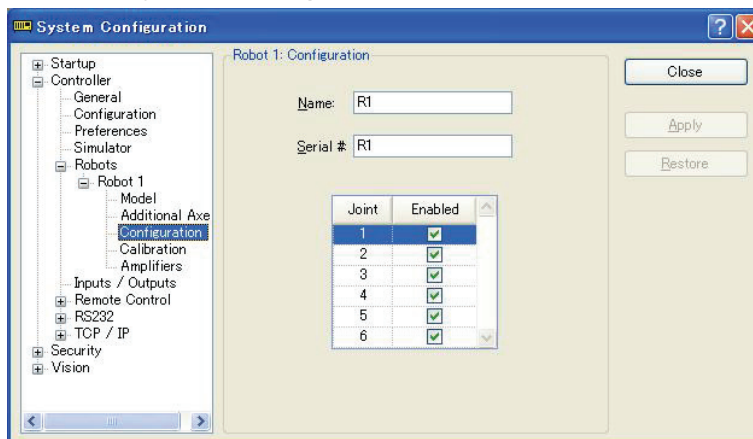 System Configuration
Startup
Controller
General
Configuration
Preferences
Simulator
Robots
Robot 1
Model
Additional Axe
Configuration
Calibration
Amplifiers
Inputs / Outputs
Remote Control
RS232
TCP / IP
Security
Vision
Robot 1: Configuration
Name: R1
Serial # R1
Joint Enabled
1
2
3
4
5
6
Close
Apply
Restore